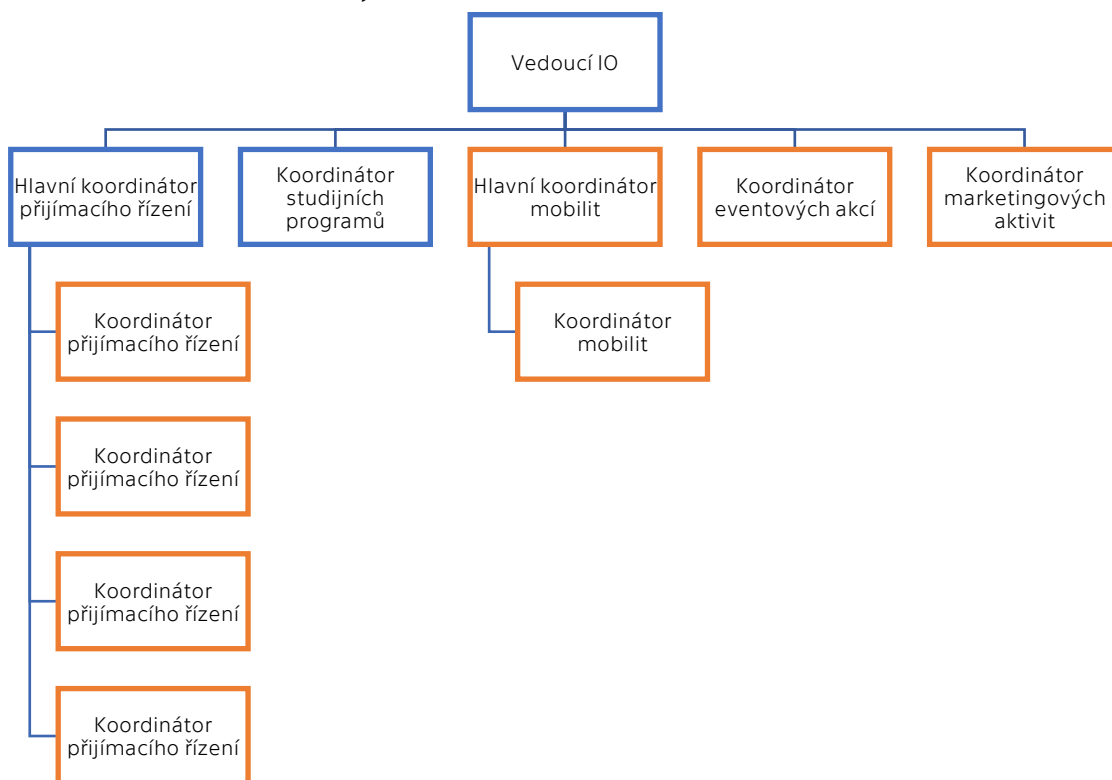 Vedoucí IO
Hlavní koordinátor
přijímacího řízení
Koordinátor
studijních
programů
Hlavní koordinátor
mobilit
Koordinátor
eventových akcí
Koordinátor
marketingových
aktivit
Koordinátor
přijímacího řízení
Koordinátor
mobilit
Koordinátor
přijímacího řízení
Koordinátor
přijímacího řízení
Koordinátor
přijímacího řízení